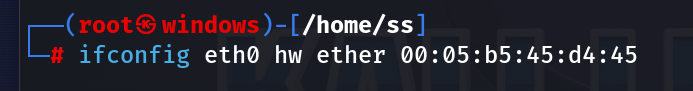 ┌──(root㉿windows)-[/home/ss]
└─# ifconfig eth0 hw ether 00:05:b5:45:d4:45